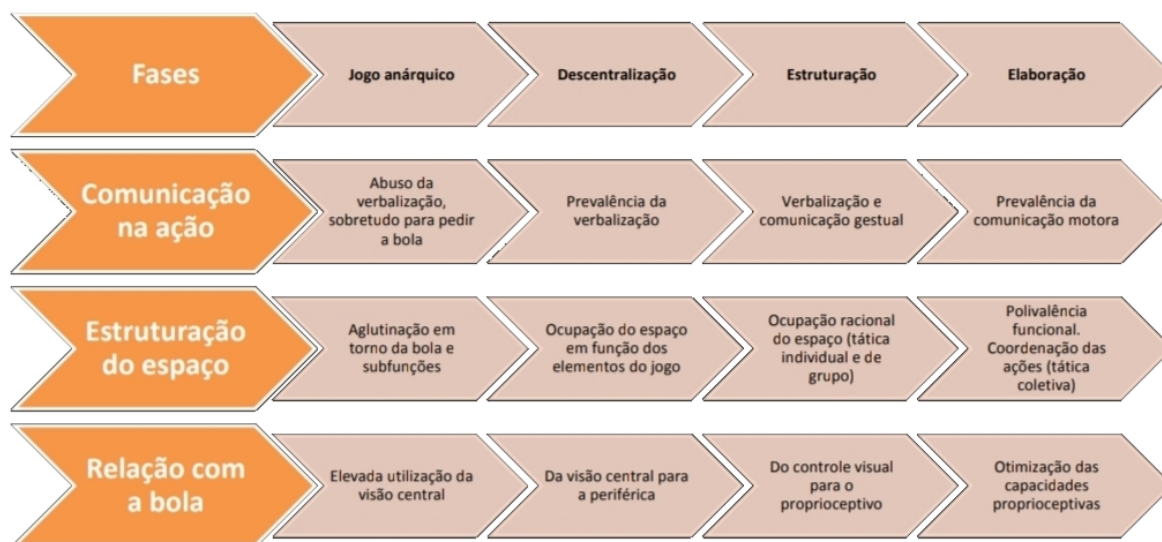 Fases
Jogo anárquico
Descentralização
Estruturação
Elaboração
Comunicação
na ação
Abuso da
verbalização,
sobretudo para pedir
a bola
Prevalência da
verbalização
Verbalização e
comunicação gestual
Prevalência da
comunicação motora
Estruturação
do espaço
Aglutinação em
torno da bola e
subfunções
Ocupação do espaço
em função dos
elementos do jogo
Ocupação racional
do espaço (tática
individual e de
grupo)
Polivalência
funcional.
Coordenação das
ações (tática
coletiva)
Relação com
a bola
Elevada utilização da
visão central
Da visão central para
a periférica
Do controle visual
para o
proprioceptivo
Otimização das
capacidades
proprioceptivas